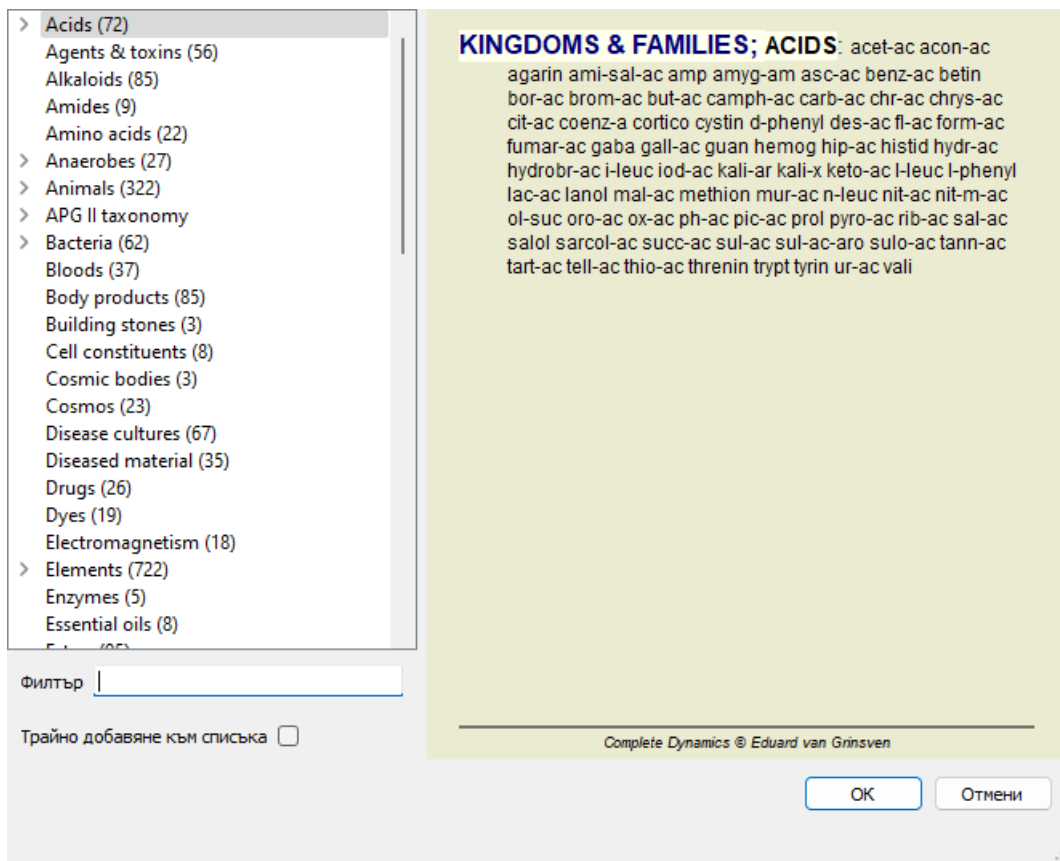 Acids (72)
Agents & toxins (56)
Alkaloids (85)
Amides (9)
Amino acids (22)
Anaerobes (27)
Animals (322)
APG II taxonomy
Bacteria (62)
Bloods (37)
Body products (85)
Building stones (3)
Cell constituents (8)
Cosmic bodies (3)
Cosmos (23)
Disease cultures (67)
Diseased material (35)
Drugs (26)
Dyes (19)
Electromagnetism (18)
Elements (722)
Enzymes (5)
Essential oils (8)
Филтър
Трайно добавяне към списъка
KINGDOMS & FAMILIES; ACIDS: acet-ac acon-ac
agarin ami-sal-ac amp amyg-am asc-ac benz-ac betin
bor-ac brom-ac but-ac camph-ac carb-ac chr-ac chrys-ac
cit-ac coenz-a cortico cystin d-phenyl des-ac fl-ac form-ac
fumar-ac gaba gall-ac guan hemog hip-ac histid hydr-ac
hydrobr-ac i-leuc iod-ac kali-ar kali-x keto-ac l-leuc l-phenyl
lac-ac lanol mal-ac methion mur-ac n-leuc nit-ac nit-m-ac
ol-suc oro-ac ox-ac ph-ac pic-ac prol pyro-ac rib-ac sal-ac
salol sarcol-ac succ-ac sul-ac sul-ac-aro sulo-ac tann-ac
tart-ac tell-ac thio-ac threnin trypt tyrin ur-ac vali
Complete Dynamics © Eduard van Grinsven
OK
Отмени